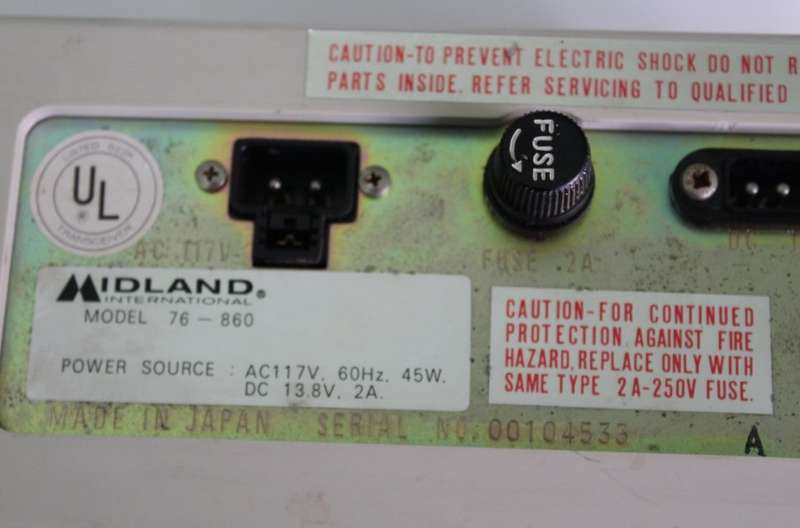 CAUTION-TO PREVENT ELECTRIC SHOCK DO NOT
PARTS INSIDE. REFER SERVICING TO QUALIFIED
FUSE
UL
®
TRANSCEIVER
AC 117V
FUSE 2A
DC
MIDLAND®
INTERNATIONAL
MODEL 76-860
POWER SOURCE : AC117V, 60Hz, 45W.
DC 13.8V, 2A.
CAUTION-FOR CONTINUED
PROTECTION, AGAINST FIRE
HAZARD, REPLACE ONLY WITH
SAME TYPE 2A-250V FUSE.
MADE IN JAPAN SERIAL NO. 00104533
A